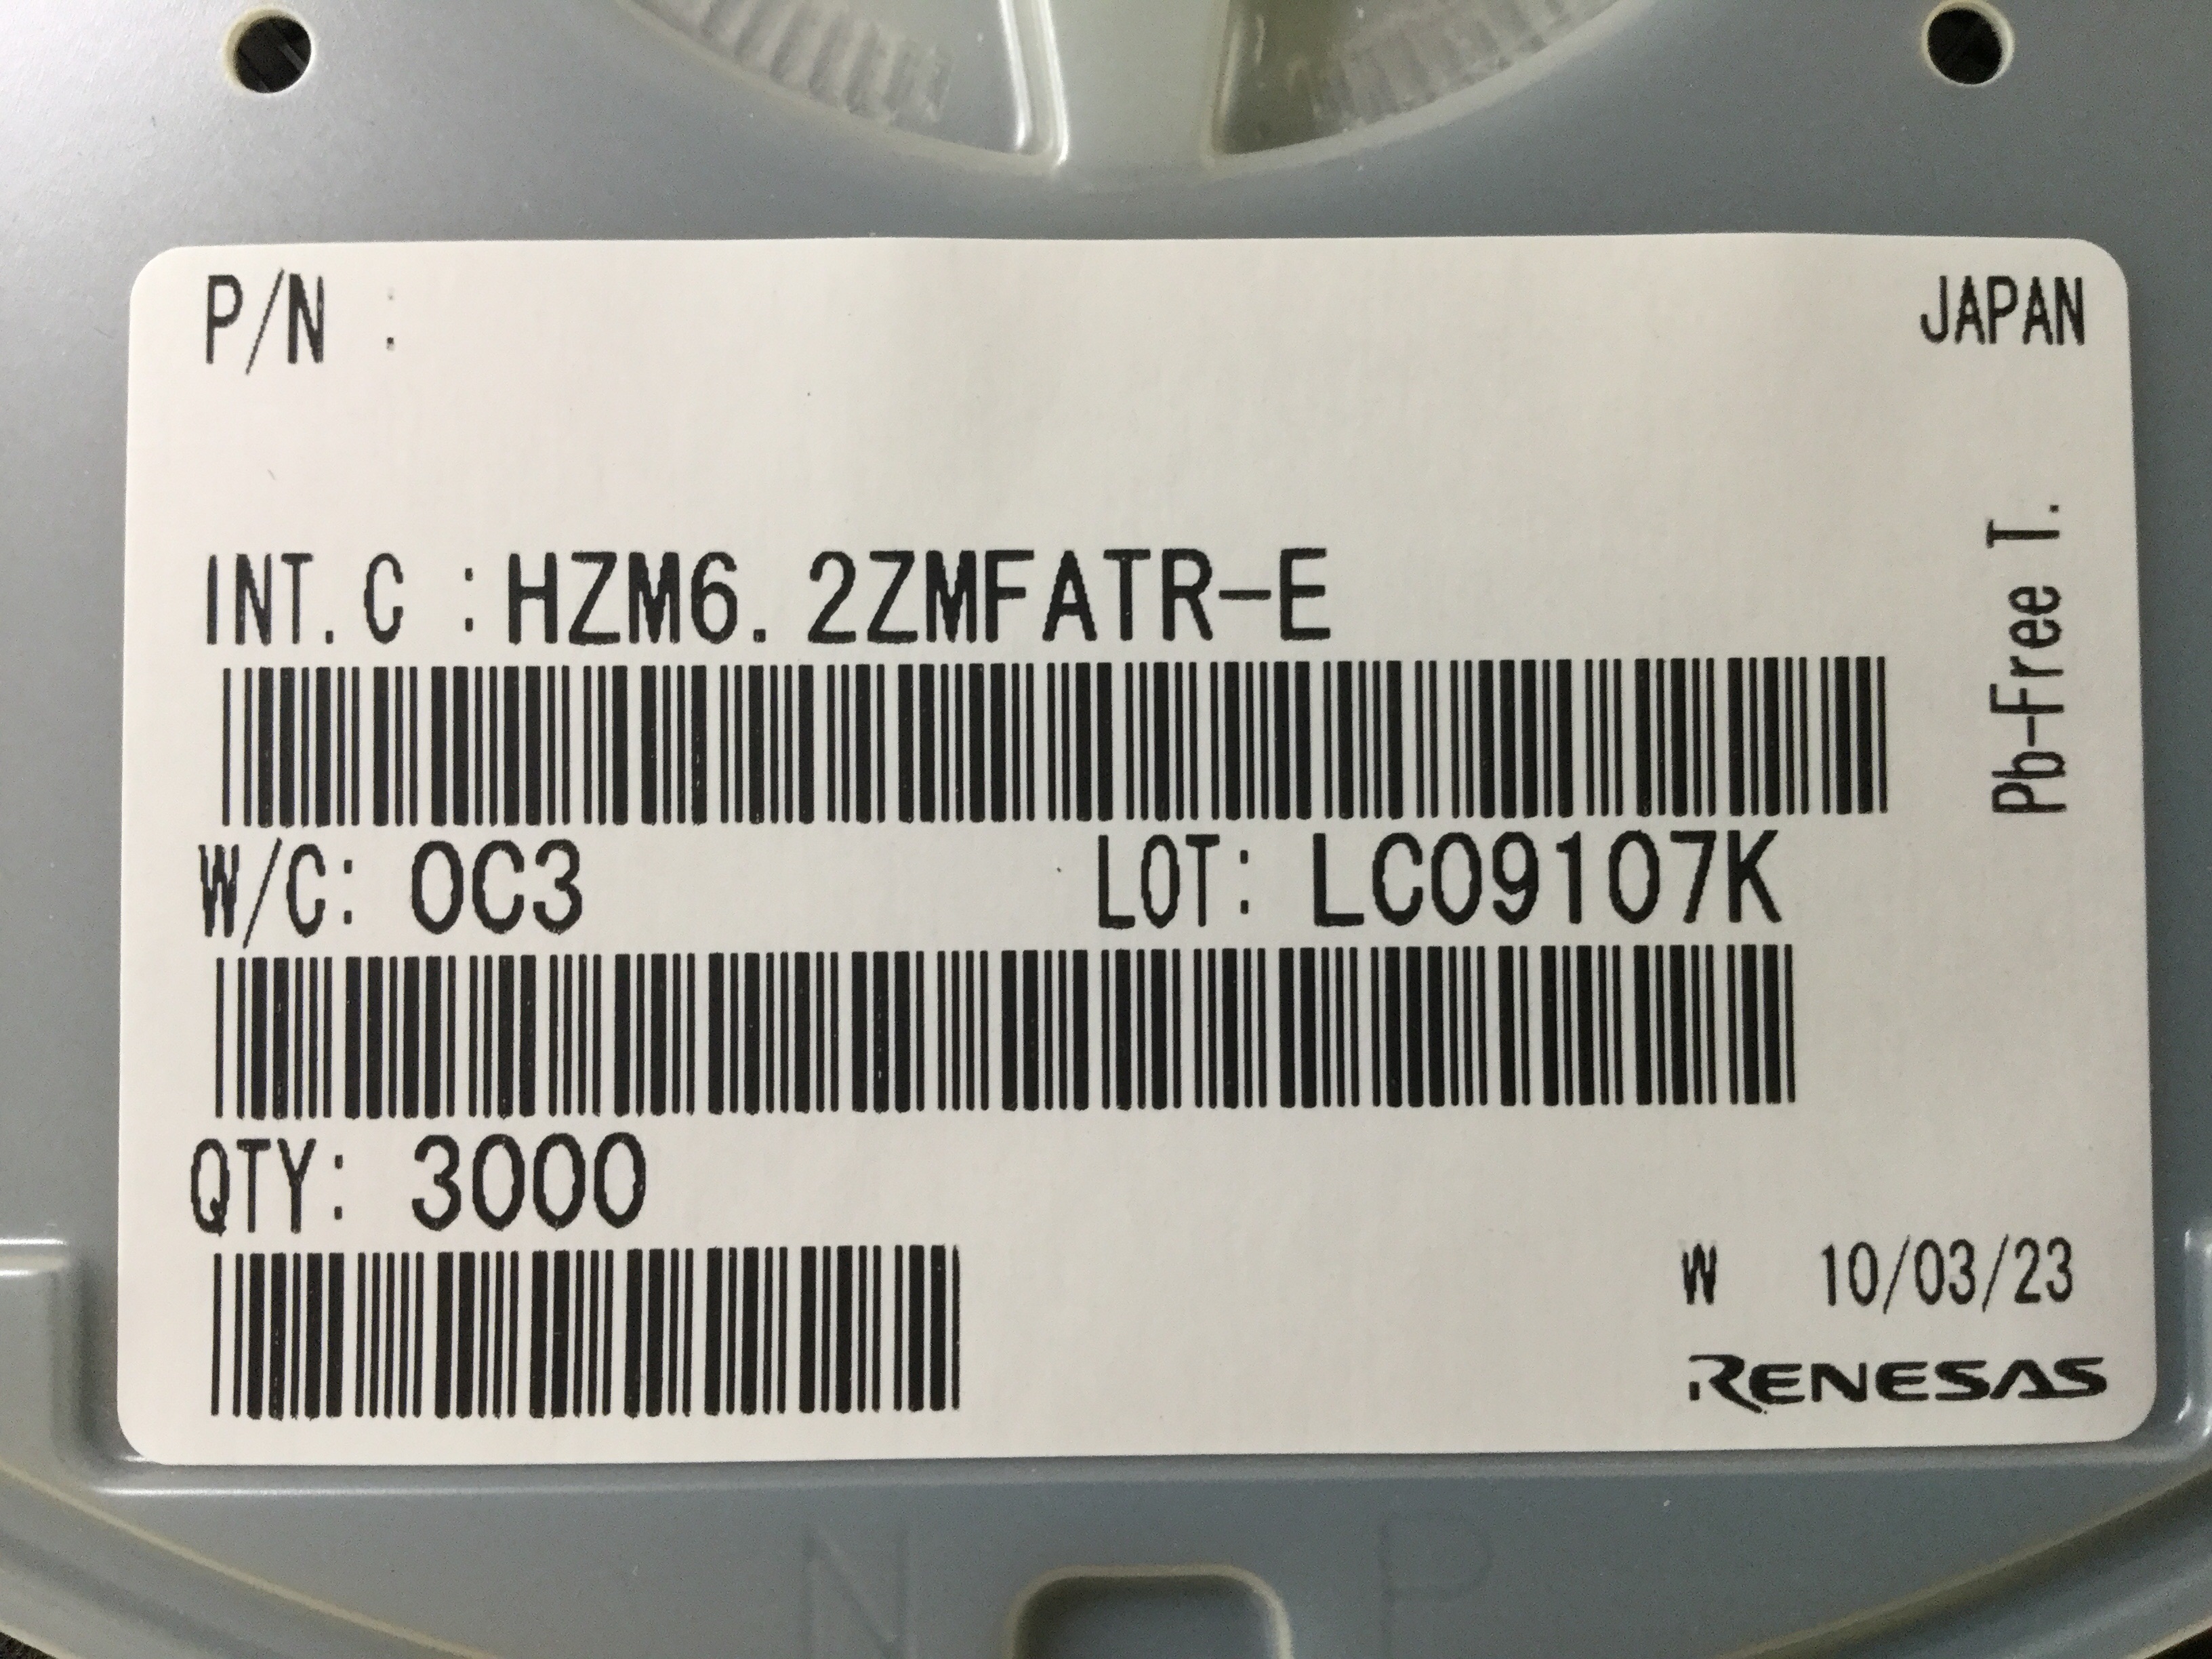 P/N :
JAPAN
INT.C :HZM6.2ZMFATR-E
Pb-Free T.
W/C: 0C3
LOT: LC09107K
QTY: 3000
W 10/03/23
RENESAS
N P